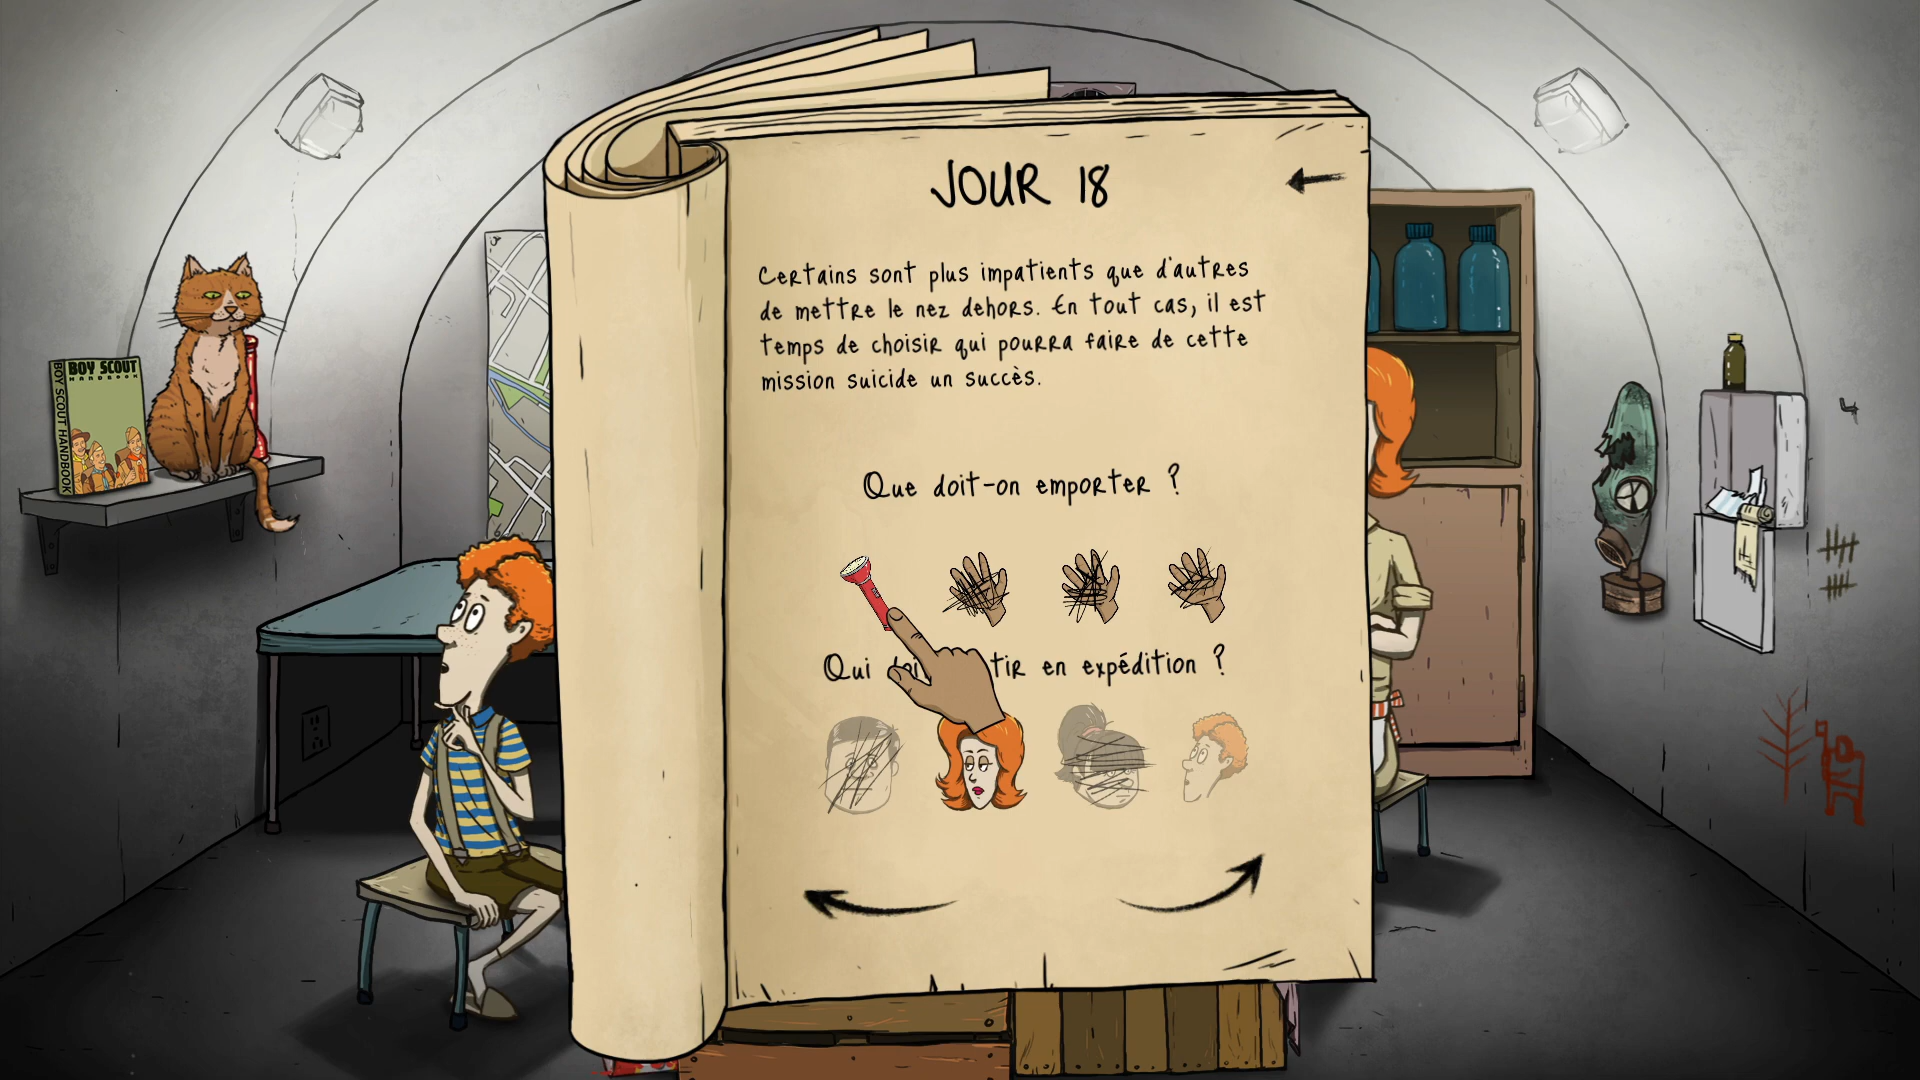 JOUR 18
Certains sont plus impatients que d'autres
de mettre le nez dehors. En tout cas, il est
temps de choisir qui pourra faire de cette
mission suicide un succès.
Que doit-on emporter ?
Qui tir en expédition ?
BOY SCOUT
HANDBOOK
BOY SCOUT HANDBOOK